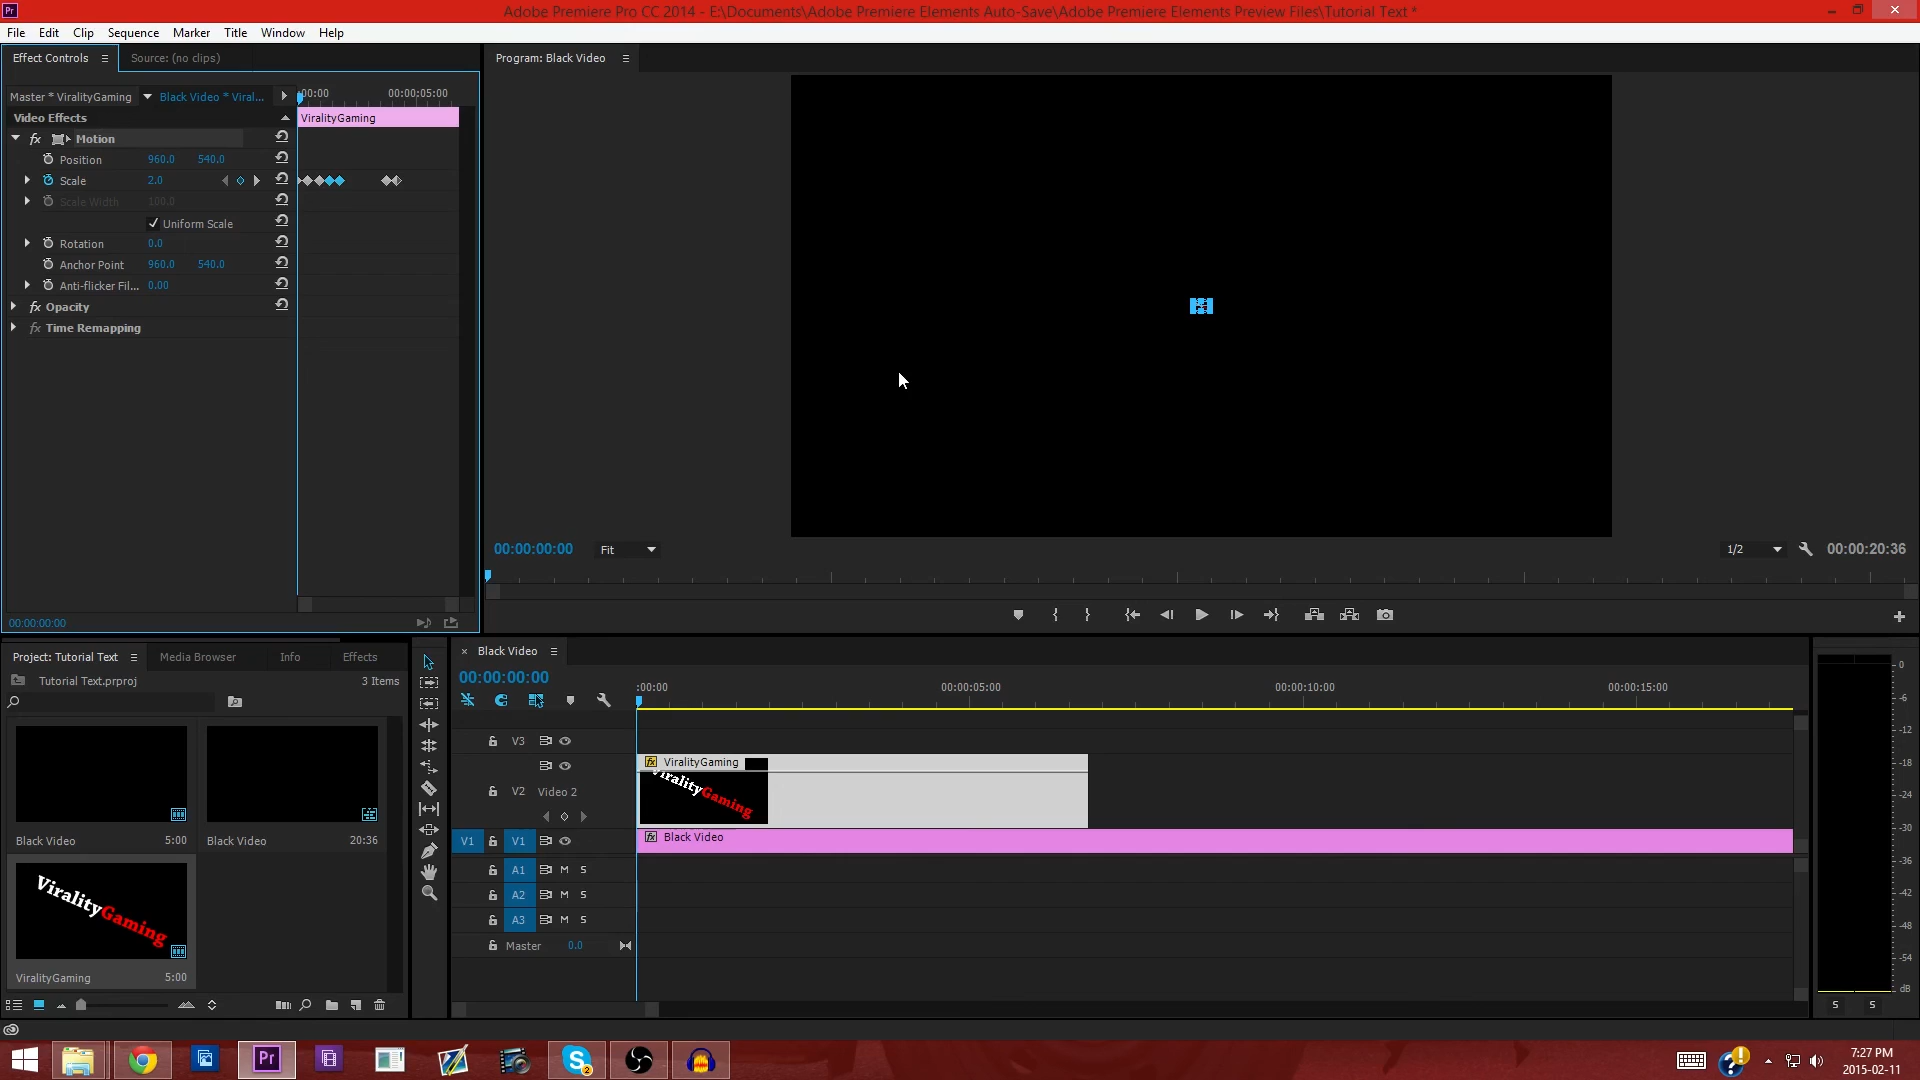 Pr
Adobe Premiere Pro CC 2014 - E:\Documents\Adobe Premiere Elements Auto-Save\Adobe Premiere Elements Preview Files\Tutorial Text *
File Edit Clip Sequence Marker Title Window Help
Effect Controls
Source: (no clips)
Program: Black Video
Master * ViralityGaming
Black Video * Viral...
:00:00
00:00:05:00
Video Effects
ViralityGaming
fx Motion
Position 960.0 540.0
Scale 2.0
Scale Width 100.0
Uniform Scale
Rotation 0.0
Anchor Point 960.0 540.0
Anti-flicker Fil... 0.00
fx Opacity
fx Time Remapping
00:00:00:00
Fit
1/2
00:00:20:36
00:00:00:00
Project: Tutorial Text
Media Browser
Info
Effects
Tutorial Text.prproj
3 Items
Black Video 5:00
Black Video 20:36
ViralityGaming
ViralityGaming 5:00
Black Video
00:00:00:00
:00:00
00:00:05:00
00:00:10:00
00:00:15:00
V3
fx ViralityGaming
V2 Video 2
ViralityGaming
V1 V1
fx Black Video
A1 M S
A2 M S
A3 M S
Master 0.0
0
-6
-12
-18
-24
-30
-36
-42
-48
-54
dB
S S
Pr
S
2
7:27 PM
2015-02-11